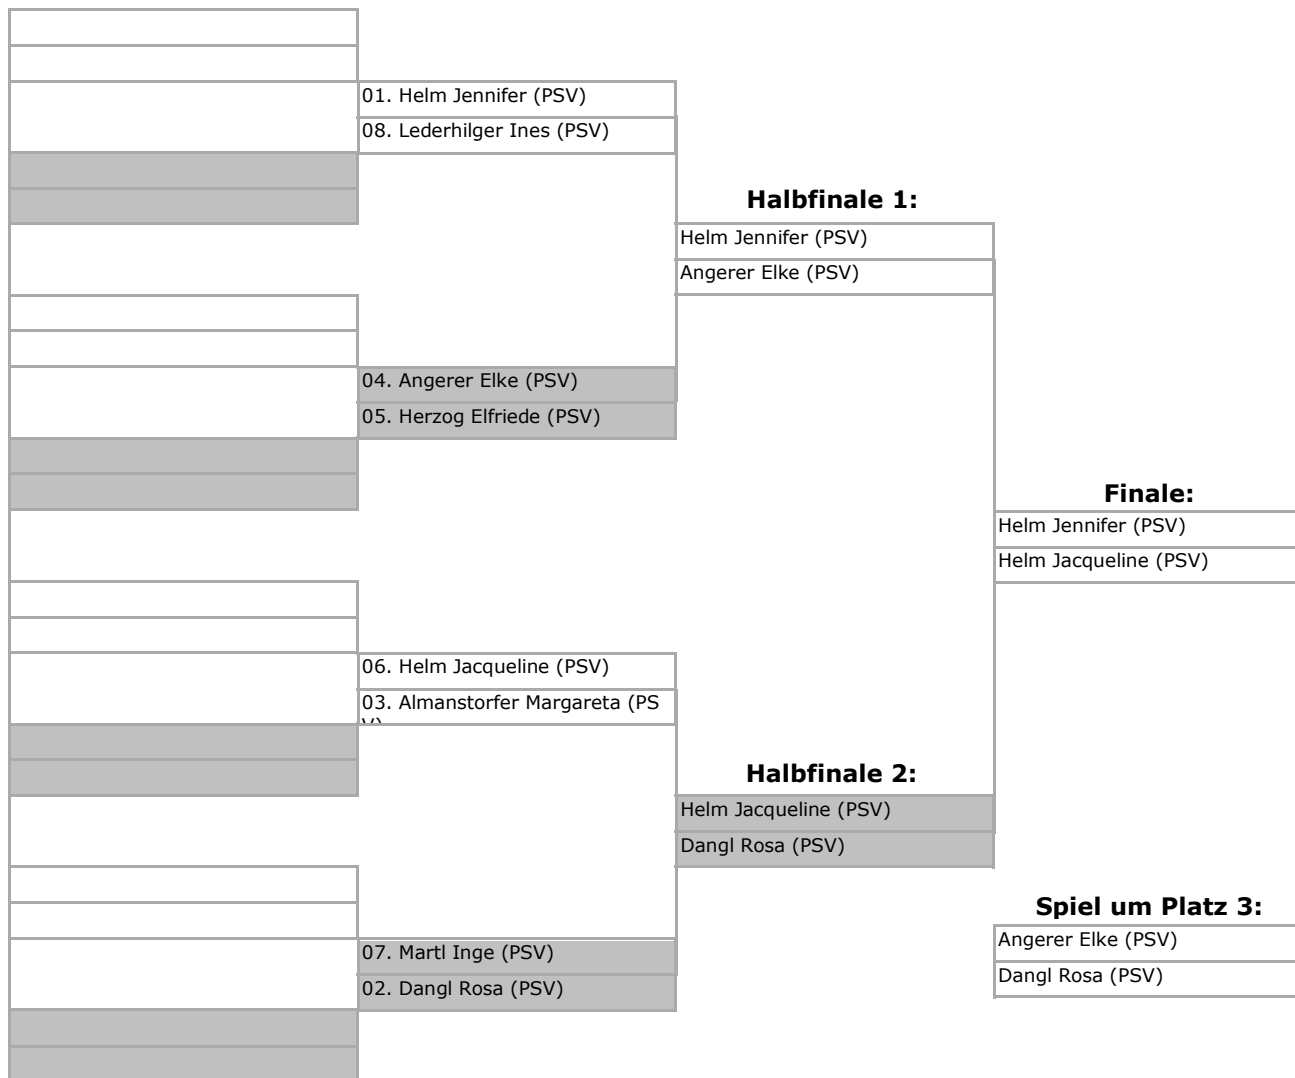 01. Helm Jennifer (PSV)
08. Lederhilger Ines (PSV)
Halbfinale 1:
Helm Jennifer (PSV)
Angerer Elke (PSV)
04. Angerer Elke (PSV)
05. Herzog Elfriede (PSV)
Finale:
Helm Jennifer (PSV)
Helm Jacqueline (PSV)
06. Helm Jacqueline (PSV)
03. Almanstorfer Margareta (PS
V)
Halbfinale 2:
Helm Jacqueline (PSV)
Dangl Rosa (PSV)
Spiel um Platz 3:
Angerer Elke (PSV)
Dangl Rosa (PSV)
07. Martl Inge (PSV)
02. Dangl Rosa (PSV)